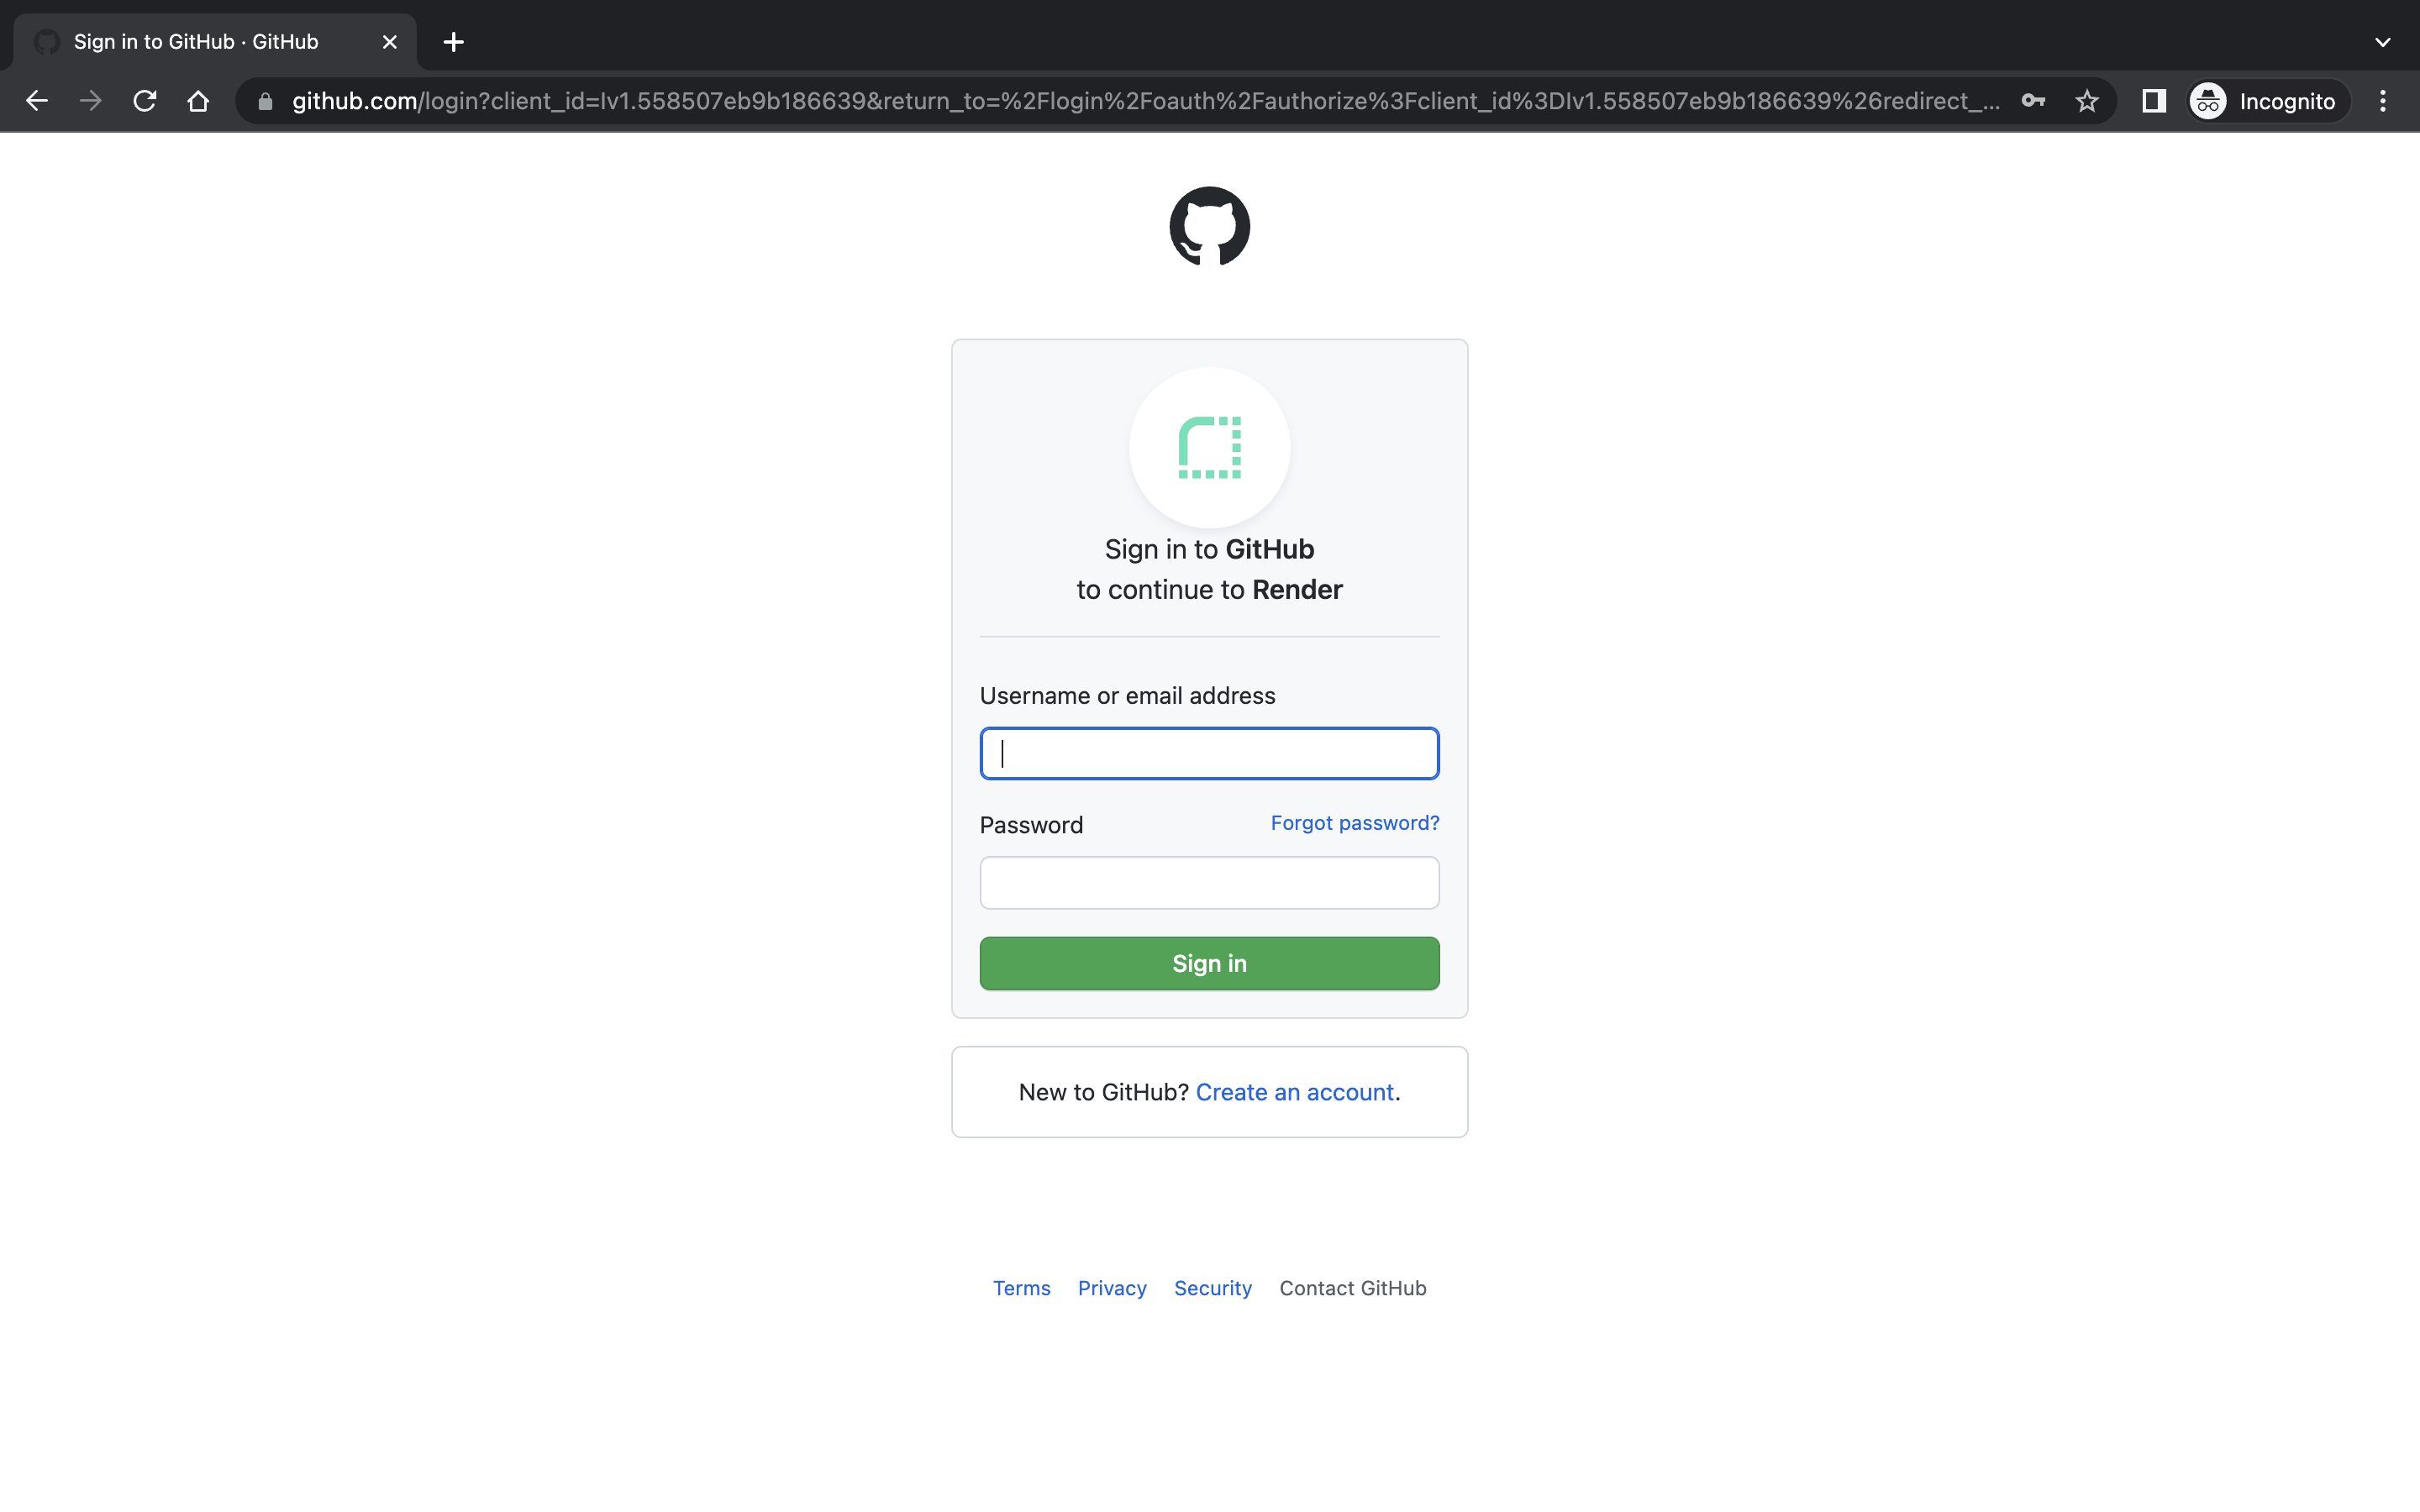 Sign in to GitHub · GitHub
github.com/login?client_id=Iv1.558507eb9b186639&return_to=%2Flogin%2Foauth%2Fauthorize%3Fclient_id%3DIv1.558507eb9b186639%26redirect_...
Incognito
Sign in to GitHub
to continue to Render
Username or email address
Password
Forgot password?
Sign in
New to GitHub? Create an account.
Terms
Privacy
Security
Contact GitHub